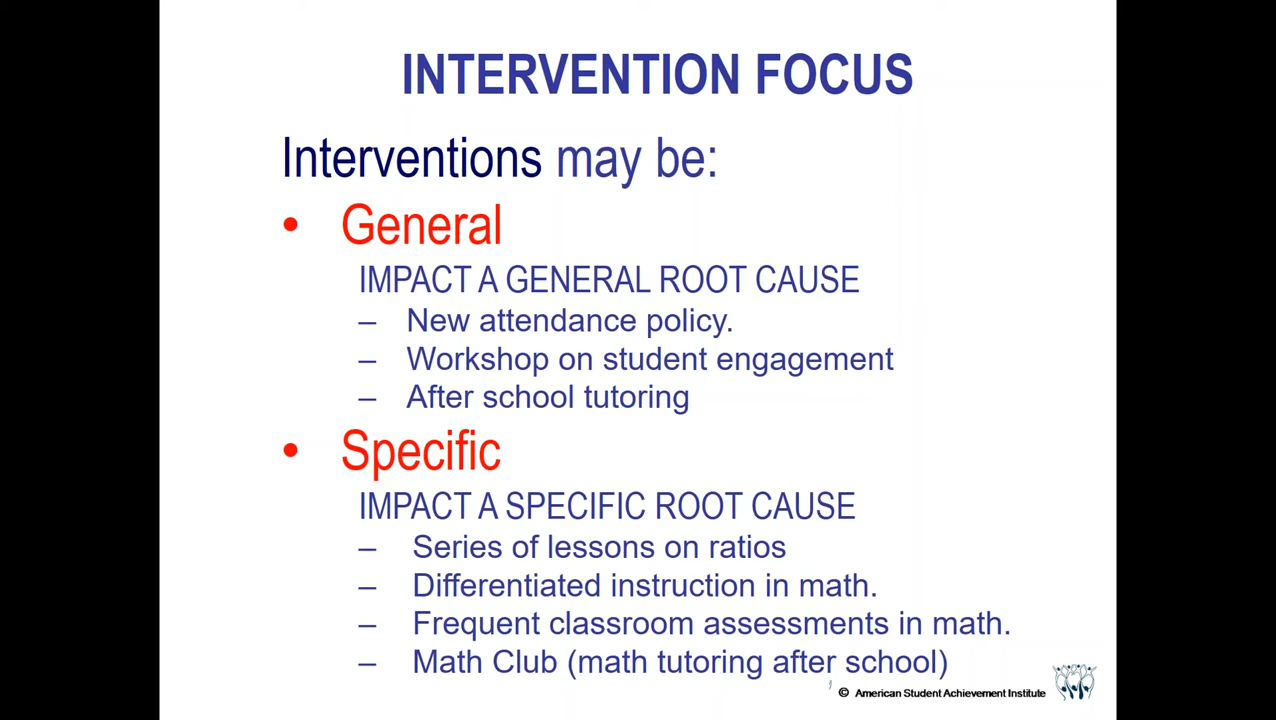 INTERVENTION FOCUS
Interventions may be:
• General
IMPACT A GENERAL ROOT CAUSE
– New attendance policy.
– Workshop on student engagement
– After school tutoring
• Specific
IMPACT A SPECIFIC ROOT CAUSE
– Series of lessons on ratios
– Differentiated instruction in math.
– Frequent classroom assessments in math.
– Math Club (math tutoring after school)
© American Student Achievement Institute